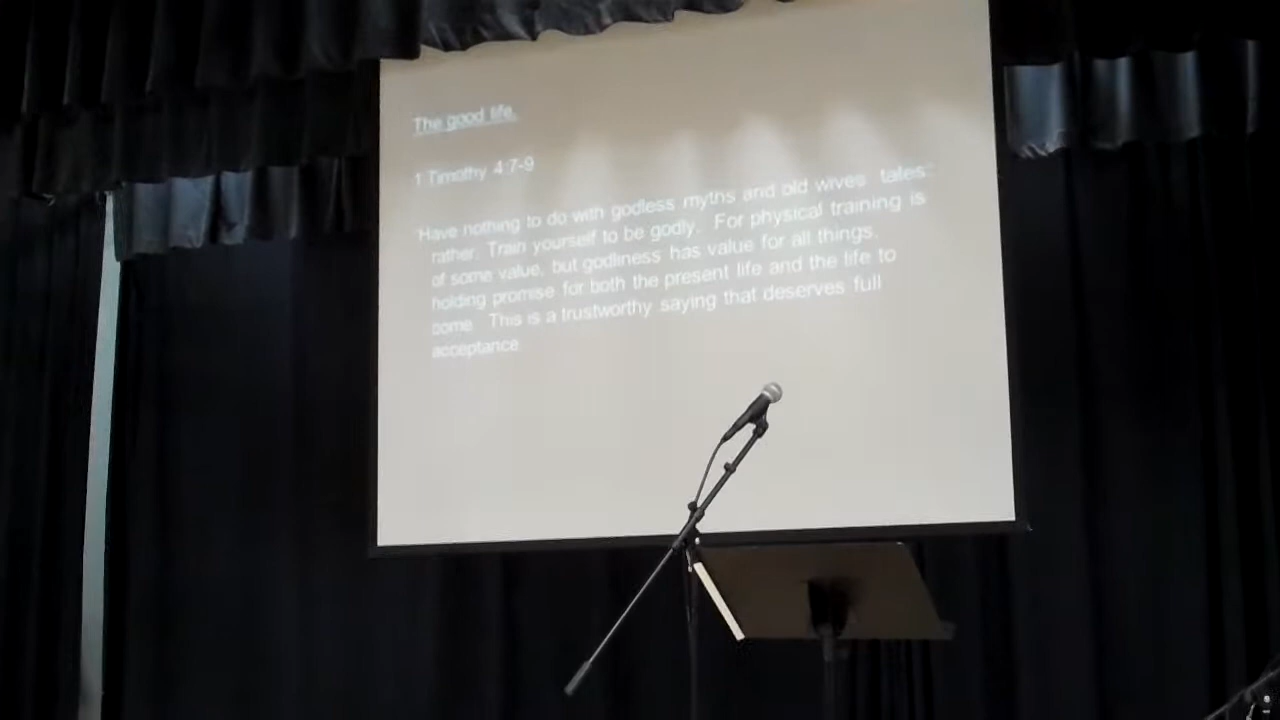 The good life.
1 Timothy 4:7-9
Have nothing to do with godless myths and old wives tales:
rather. Train yourself to be godly. For physical training is
of some value, but godliness has value for all things,
holding promise for both the present life and the life to
come. This is a trustworthy saying that deserves full
acceptance